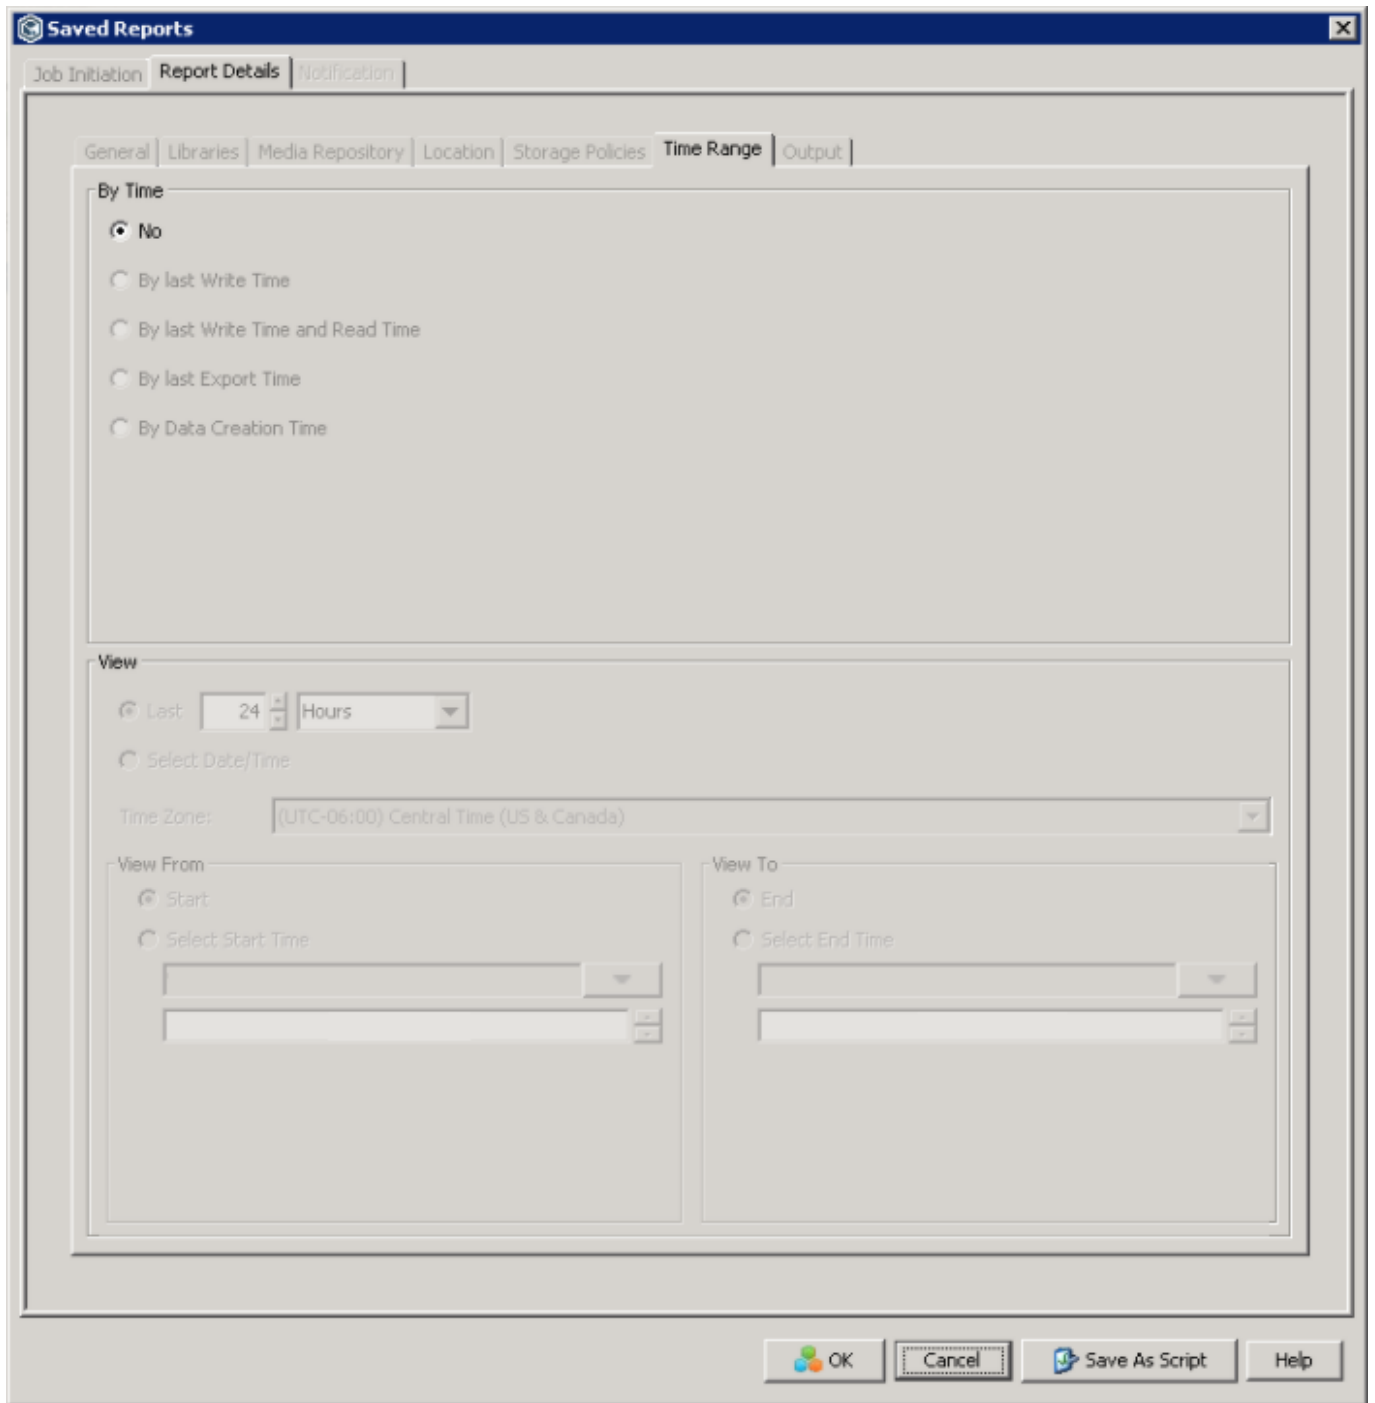 Saved Reports
Job Initiation Report Details Notification
General Libraries Media Repository Location Storage Policies Time Range Output
By Time
No
By last Write Time
By last Write Time and Read Time
By last Export Time
By Data Creation Time
View
Last 24 Hours
Select Date/Time
Time Zone: (UTC-06:00) Central Time (US & Canada)
View From View To
Start End
Select Start Time Select End Time
OK Cancel Save As Script Help